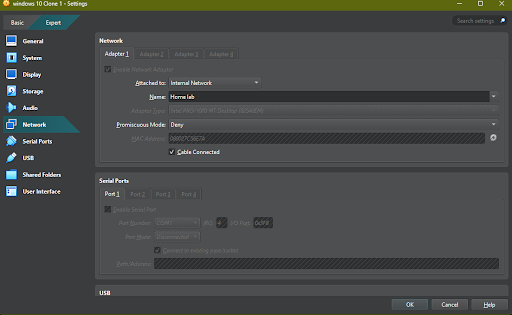 windows 10 Clone 1 - Settings
Basic
Expert
Search settings
General
System
Display
Storage
Audio
Network
Serial Ports
USB
Shared Folders
User Interface
Network
Adapter 1
Adapter 2
Adapter 3
Adapter 4
Enable Network Adapter
Attached to: Internal Network
Name: Home lab
Adapter Type: Intel PRO/1000 MT Desktop (82540EM)
Promiscuous Mode: Deny
MAC Address:
Cable Connected
Serial Ports
Port 1
Port 2
Port 3
Port 4
Enable Serial Port
Port Number: COM1 IRQ: 4 I/O Port: 0x3F8
Port Mode: Disconnected
Connect to existing pipe/socket
Path/Address:
USB
OK
Cancel
Help